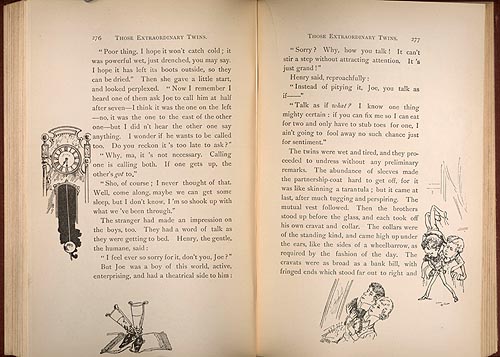 276 THOSE EXTRAORDINARY TWINS.
"Poor thing, I hope it won't catch cold; it
was powerful wet, just drenched, you may say.
I hope it has left its boots outside, so they
can be dried." Then she gave a little start,
and looked perplexed. "Now I remember I
heard one of them ask Joe to call him at half
after seven—I think it was the one on the left
—no, it was the one to the east of the other
one—but I did n't hear the other one say
anything. I wonder if he wants to be called
too. Do you reckon it's too late to ask?"
"Why, ma, it 's not necessary. Calling
one is calling both. If one gets up, the
other's got to."
"Sho, of course; I never thought of that.
Well, come along, maybe we can get some
sleep, but I don't know, I'm so shook up with
what we've been through."
The stranger had made an impression on
the boys, too. They had a word of talk as
they were getting to bed. Henry, the gentle,
the humane, said:
"I feel ever so sorry for it, don't you, Joe?"
But Joe was a boy of this world, active,
enterprising, and had a theatrical side to him:
THOSE EXTRAORDINARY TWINS. 277
"Sorry? Why, how you talk! It can't
stir a step without attracting attention. It's
just grand!"
Henry said, reproachfully:
"Instead of pitying it, Joe, you talk as
if——"
"Talk as if what? I know one thing
mighty certain: if you can fix me so I can eat
for two and only have to stub toes for one, I
ain't going to fool away no such chance just
for sentiment."
The twins were wet and tired, and they pro-
ceeded to undress without any preliminary
remarks. The abundance of sleeves made
the partnership-coat hard to get off, for it
was like skinning a tarantula; but it came at
last, after much tugging and perspiring. The
mutual vest followed. Then the brothers
stood up before the glass, and each took off
his own cravat and collar. The collars were
of the standing kind, and came high up under
the ears, like the sides of a wheelbarrow, as
required by the fashion of the day. The
cravats were as broad as a bank bill, with
fringed ends which stood far out to right and